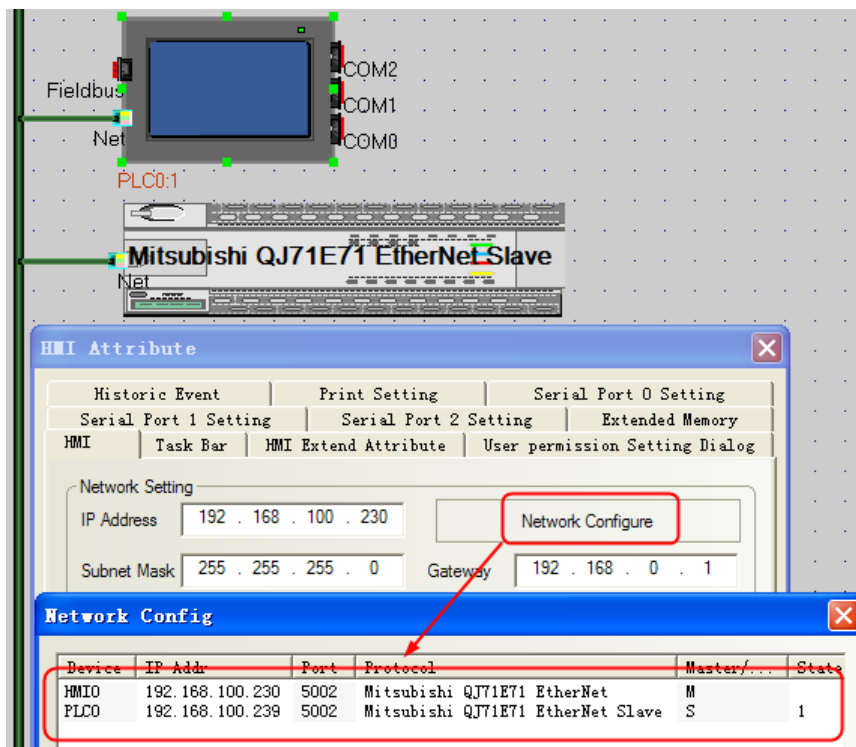 COM2
Fieldbus
COM1
Net
COM0
PLC0:1
Mitsubishi QJ71E71 EtherNet Slave
Net
HMI Attribute
Historic Event Print Setting Serial Port 0 Setting
Serial Port 1 Setting Serial Port 2 Setting Extended Memory
HMI Task Bar HMI Extend Attribute User permission Setting Dialog
Network Setting
IP Address 192 . 168 . 100 . 230 Network Configure
Subnet Mask 255 . 255 . 255 . 0 Gateway 192 . 168 . 0 . 1
Network Config
Device IP Addr Port Protocol Master/... State
HMI0 192.168.100.230 5002 Mitsubishi QJ71E71 EtherNet M
PLC0 192.168.100.239 5002 Mitsubishi QJ71E71 EtherNet Slave S 1